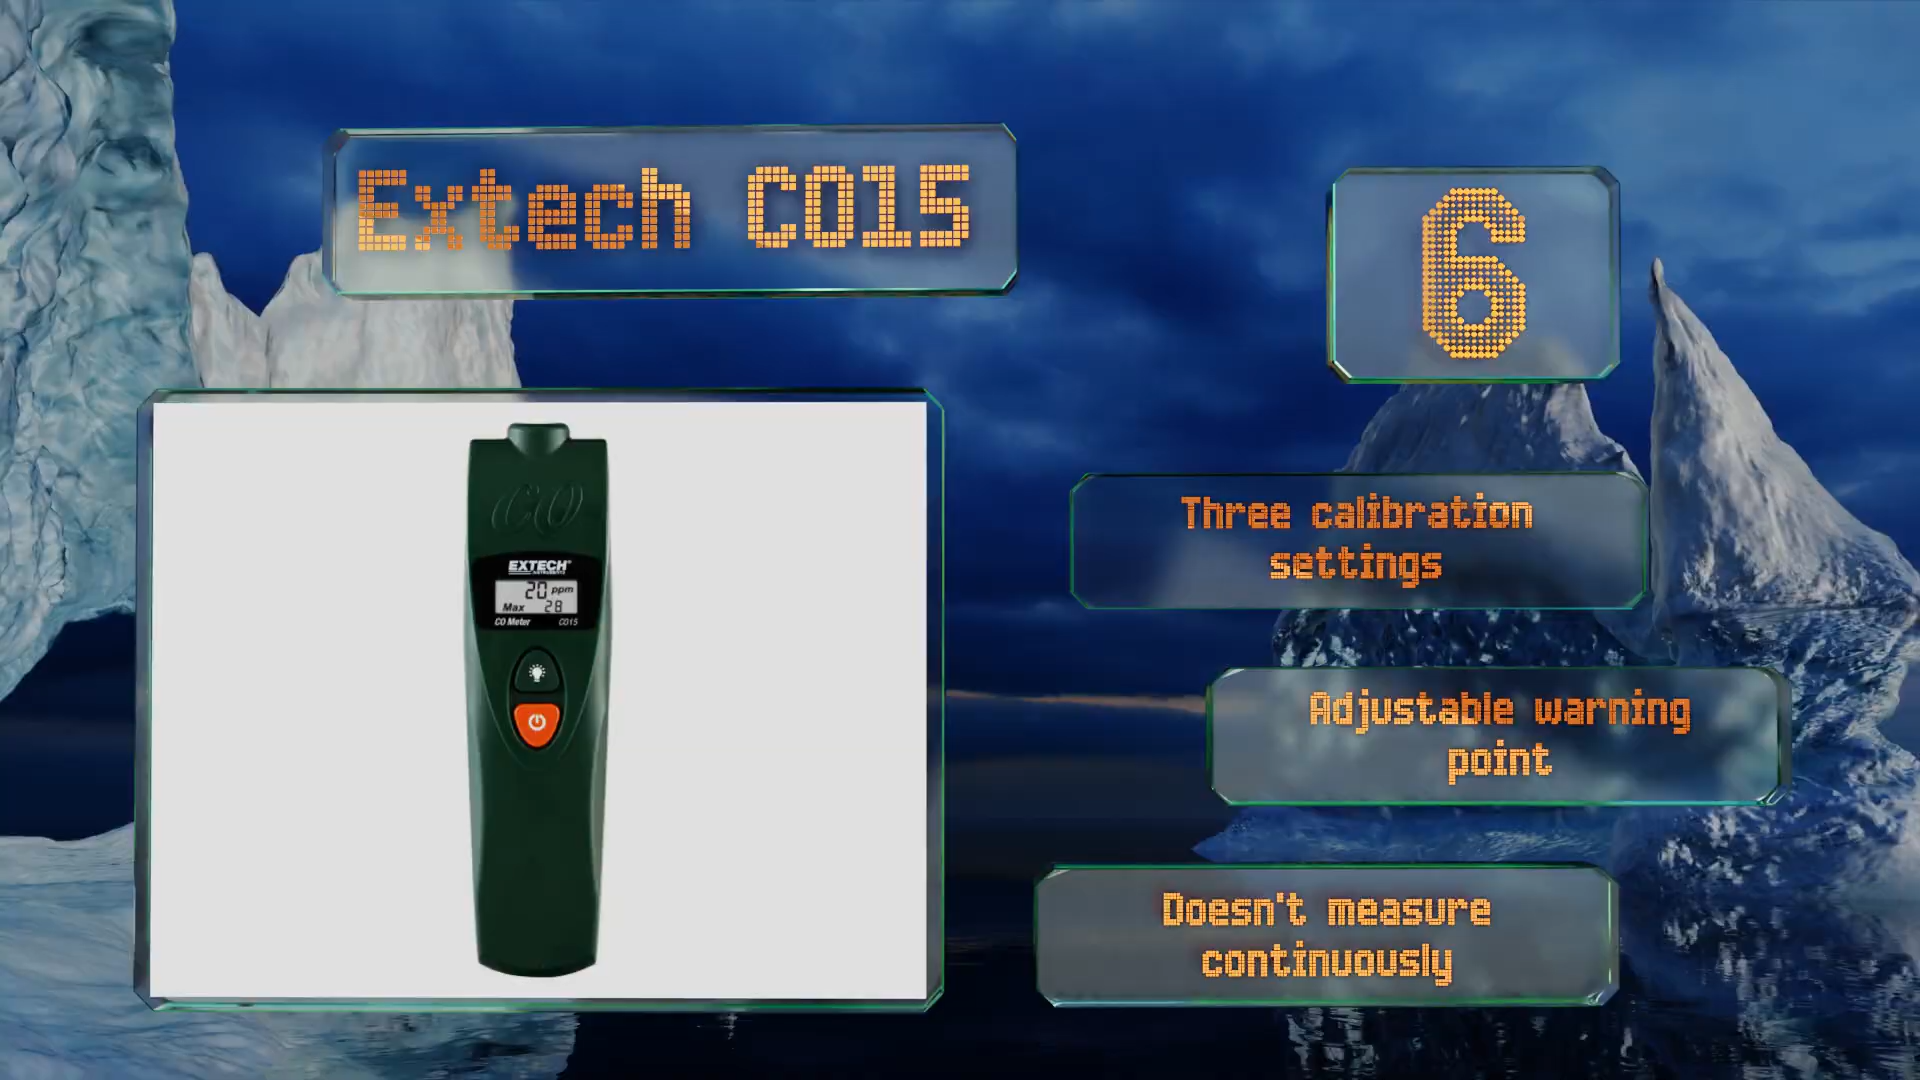 Extech CO15
6
CO
EXTECH
INSTRUMENTS
20 ppm
Max 28
CO Meter CO15
Three calibration
settings
Adjustable warning
point
Doesn't measure
continuously